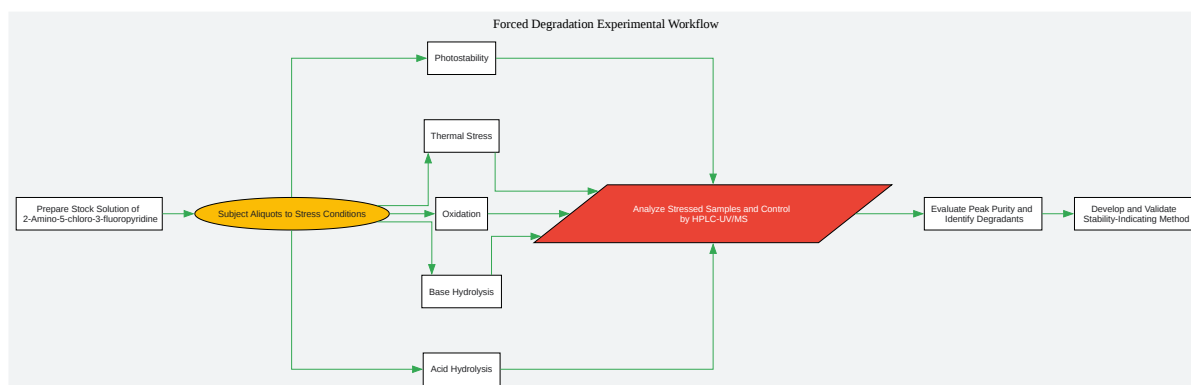 Forced Degradation Experimental Workflow
Photostability
Thermal Stress
Prepare Stock Solution of
2-Amino-5-chloro-3-fluoropyridine
Subject Aliquots to Stress Conditions
Oxidation
Analyze Stressed Samples and Control
by HPLC-UV/MS
Evaluate Peak Purity and
Identify Degradants
Develop and Validate
Stability-Indicating Method
Base Hydrolysis
Acid Hydrolysis